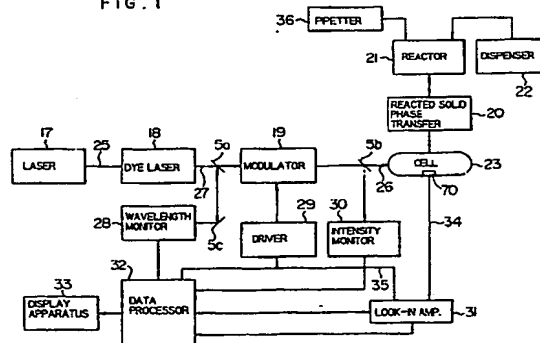 FIG. 1
36
PIPETTER
REACTOR
21
DISPENSER
22
REACTED SOLID
PHASE
TRANSFER
20
17
LASER
25
18
DYE LASER
5a
27
19
MODULATOR
5b
26
CELL
23
70
28
WAVELENGTH
MONITOR
5c
29
DRIVER
30
INTENSITY
MONITOR
34
35
33
DISPLAY
APPARATUS
32
DATA
PROCESSOR
LOOK-IN AMP.
31